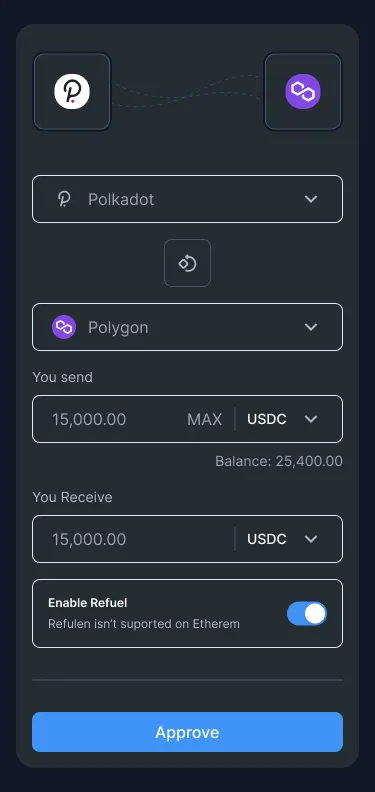 Polkadot
Polygon
You send
15,000.00 MAX USDC
Balance: 25,400.00
You Receive
15,000.00 USDC
Enable Refuel
Refulen isn't suported on Etherem
Approve